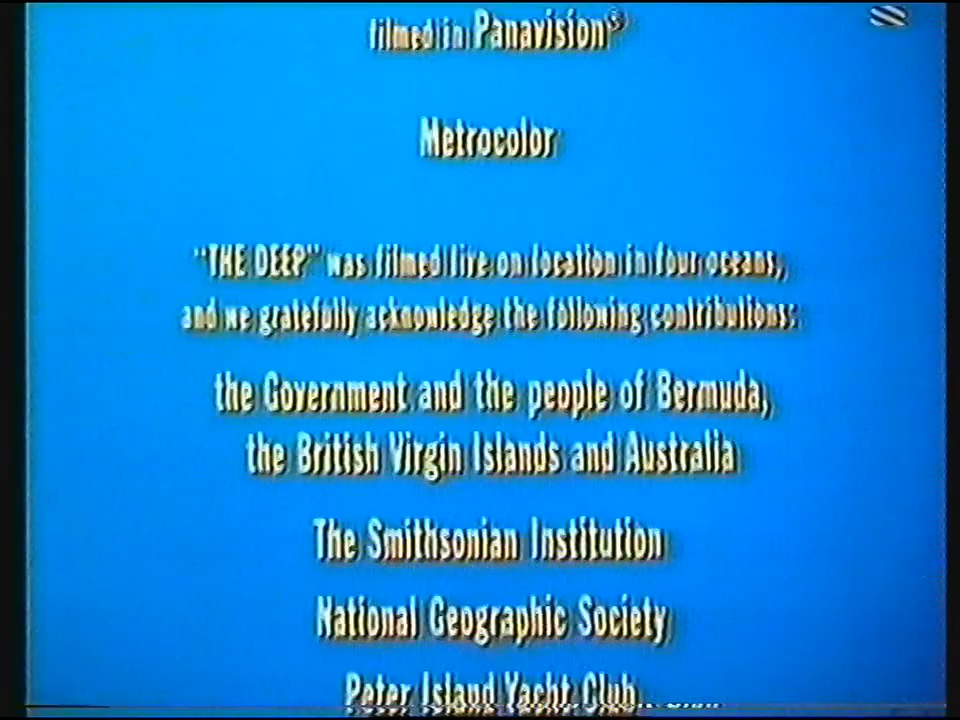 filmed in Panavision®
Metrocolor
"THE DEEP" was filmed live on location in four oceans,
and we gratefully acknowledge the following contributions:
the Government and the people of Bermuda,
the British Virgin Islands and Australia
The Smithsonian Institution
National Geographic Society
Peter Island Yacht Club